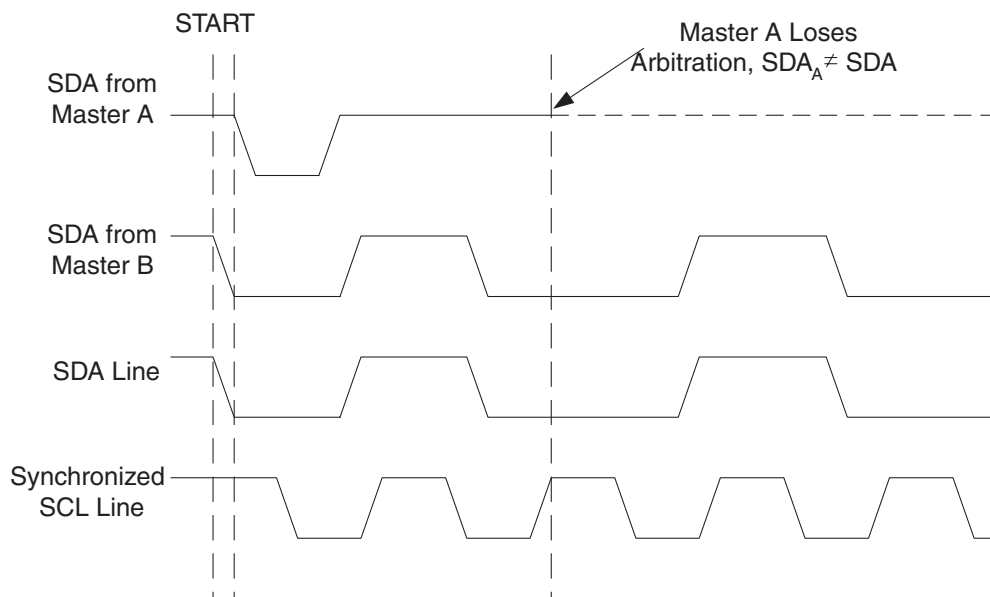 START
Master A Loses
Arbitration, SDA_A ≠ SDA
SDA from
Master A
SDA from
Master B
SDA Line
Synchronized
SCL Line